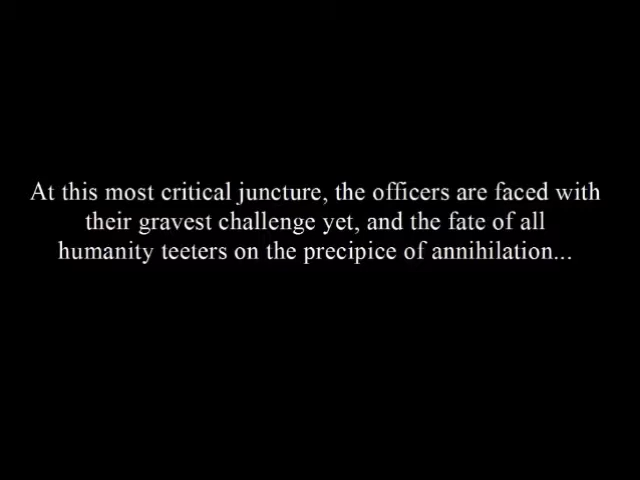 At this most critical juncture, the officers are faced with
their gravest challenge yet, and the fate of all
humanity teeters on the precipice of annihilation...